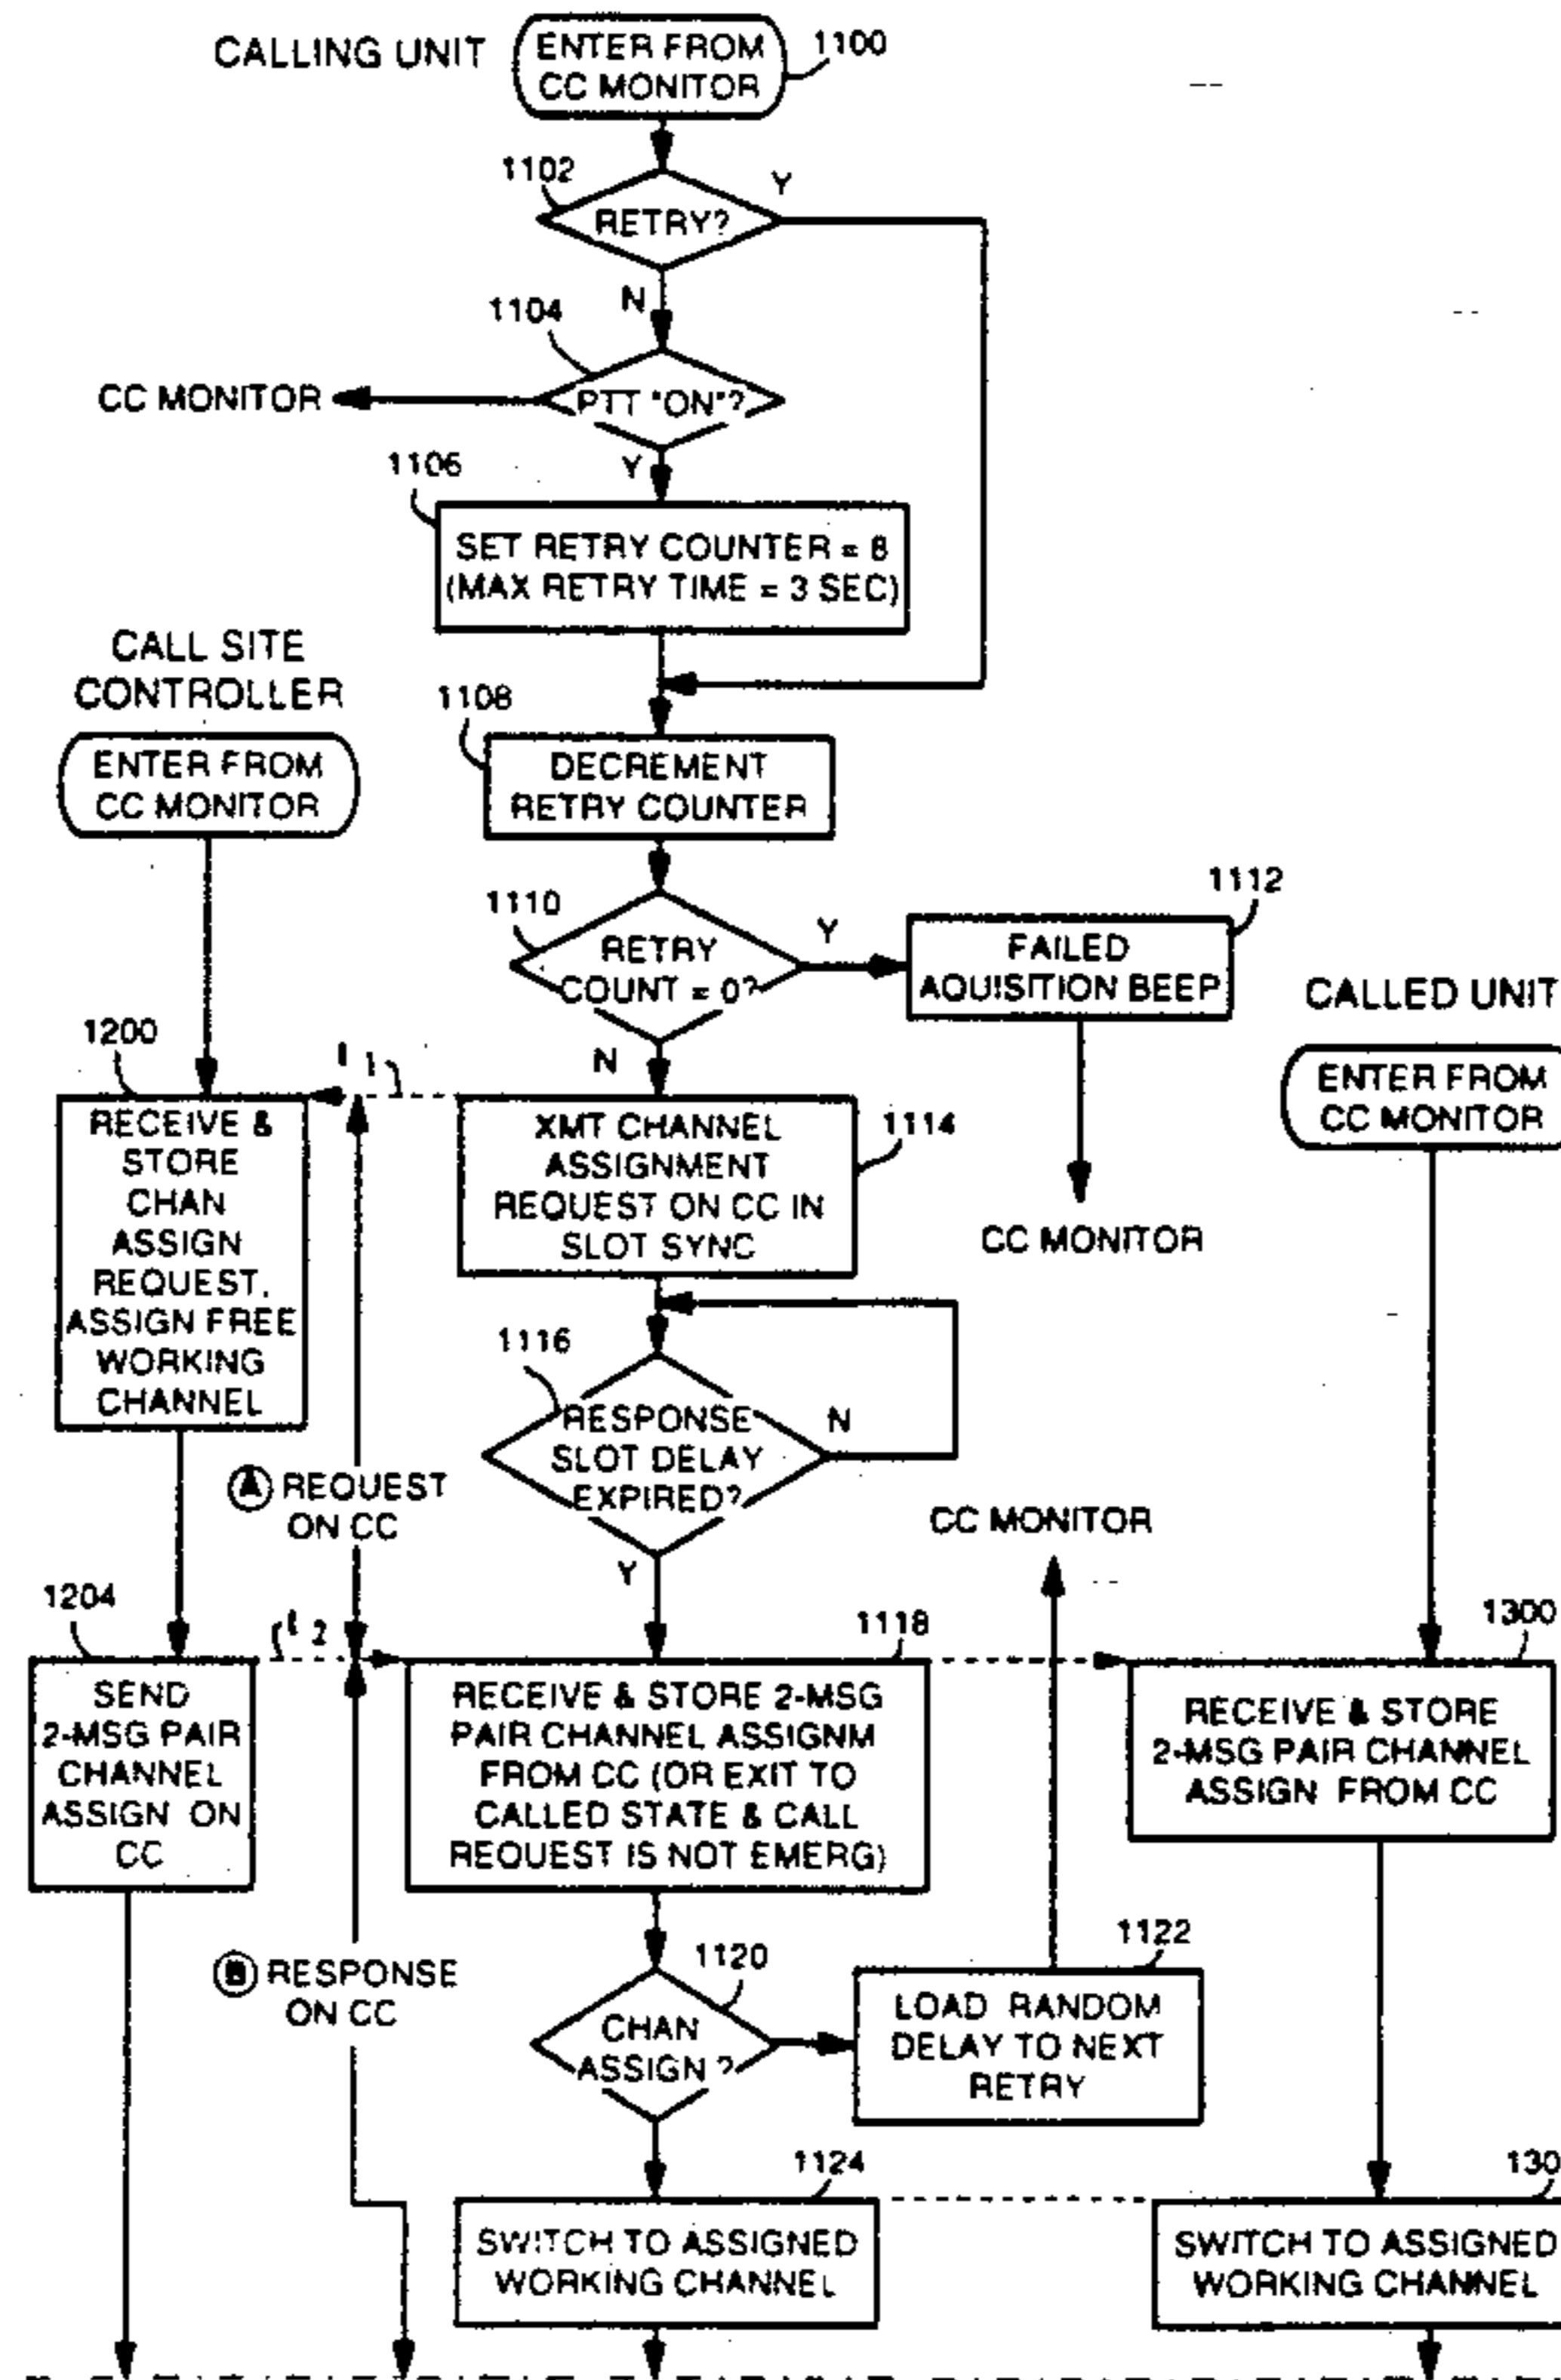 CALLING UNIT
ENTER FROM
CC MONITOR
1100
1102
RETRY?
Y
N
1104
PTT "ON"?
CC MONITOR
Y
1106
SET RETRY COUNTER = 8
(MAX RETRY TIME = 3 SEC)
CALL SITE
CONTROLLER
ENTER FROM
CC MONITOR
1108
DECREMENT
RETRY COUNTER
1110
RETRY
COUNT = 0?
Y
N
1112
FAILED
AQUISITION BEEP
CC MONITOR
CALLED UNIT
ENTER FROM
CC MONITOR
1200
RECEIVE &
STORE
CHAN
ASSIGN
REQUEST,
ASSIGN FREE
WORKING
CHANNEL
t 1
XMT CHANNEL
ASSIGNMENT
REQUEST ON CC IN
SLOT SYNC
1114
1116
RESPONSE
SLOT DELAY
EXPIRED?
N
Y
A REQUEST
ON CC
CC MONITOR
1204
SEND
2-MSG PAIR
CHANNEL
ASSIGN ON
CC
t 2
1118
RECEIVE & STORE 2-MSG
PAIR CHANNEL ASSIGNM
FROM CC (OR EXIT TO
CALLED STATE & CALL
REQUEST IS NOT EMERG)
1300
RECEIVE & STORE
2-MSG PAIR CHANNEL
ASSIGN FROM CC
B RESPONSE
ON CC
1120
CHAN
ASSIGN ?
1122
LOAD RANDOM
DELAY TO NEXT
RETRY
1124
SWITCH TO ASSIGNED
WORKING CHANNEL
130
SWITCH TO ASSIGNED
WORKING CHANNEL